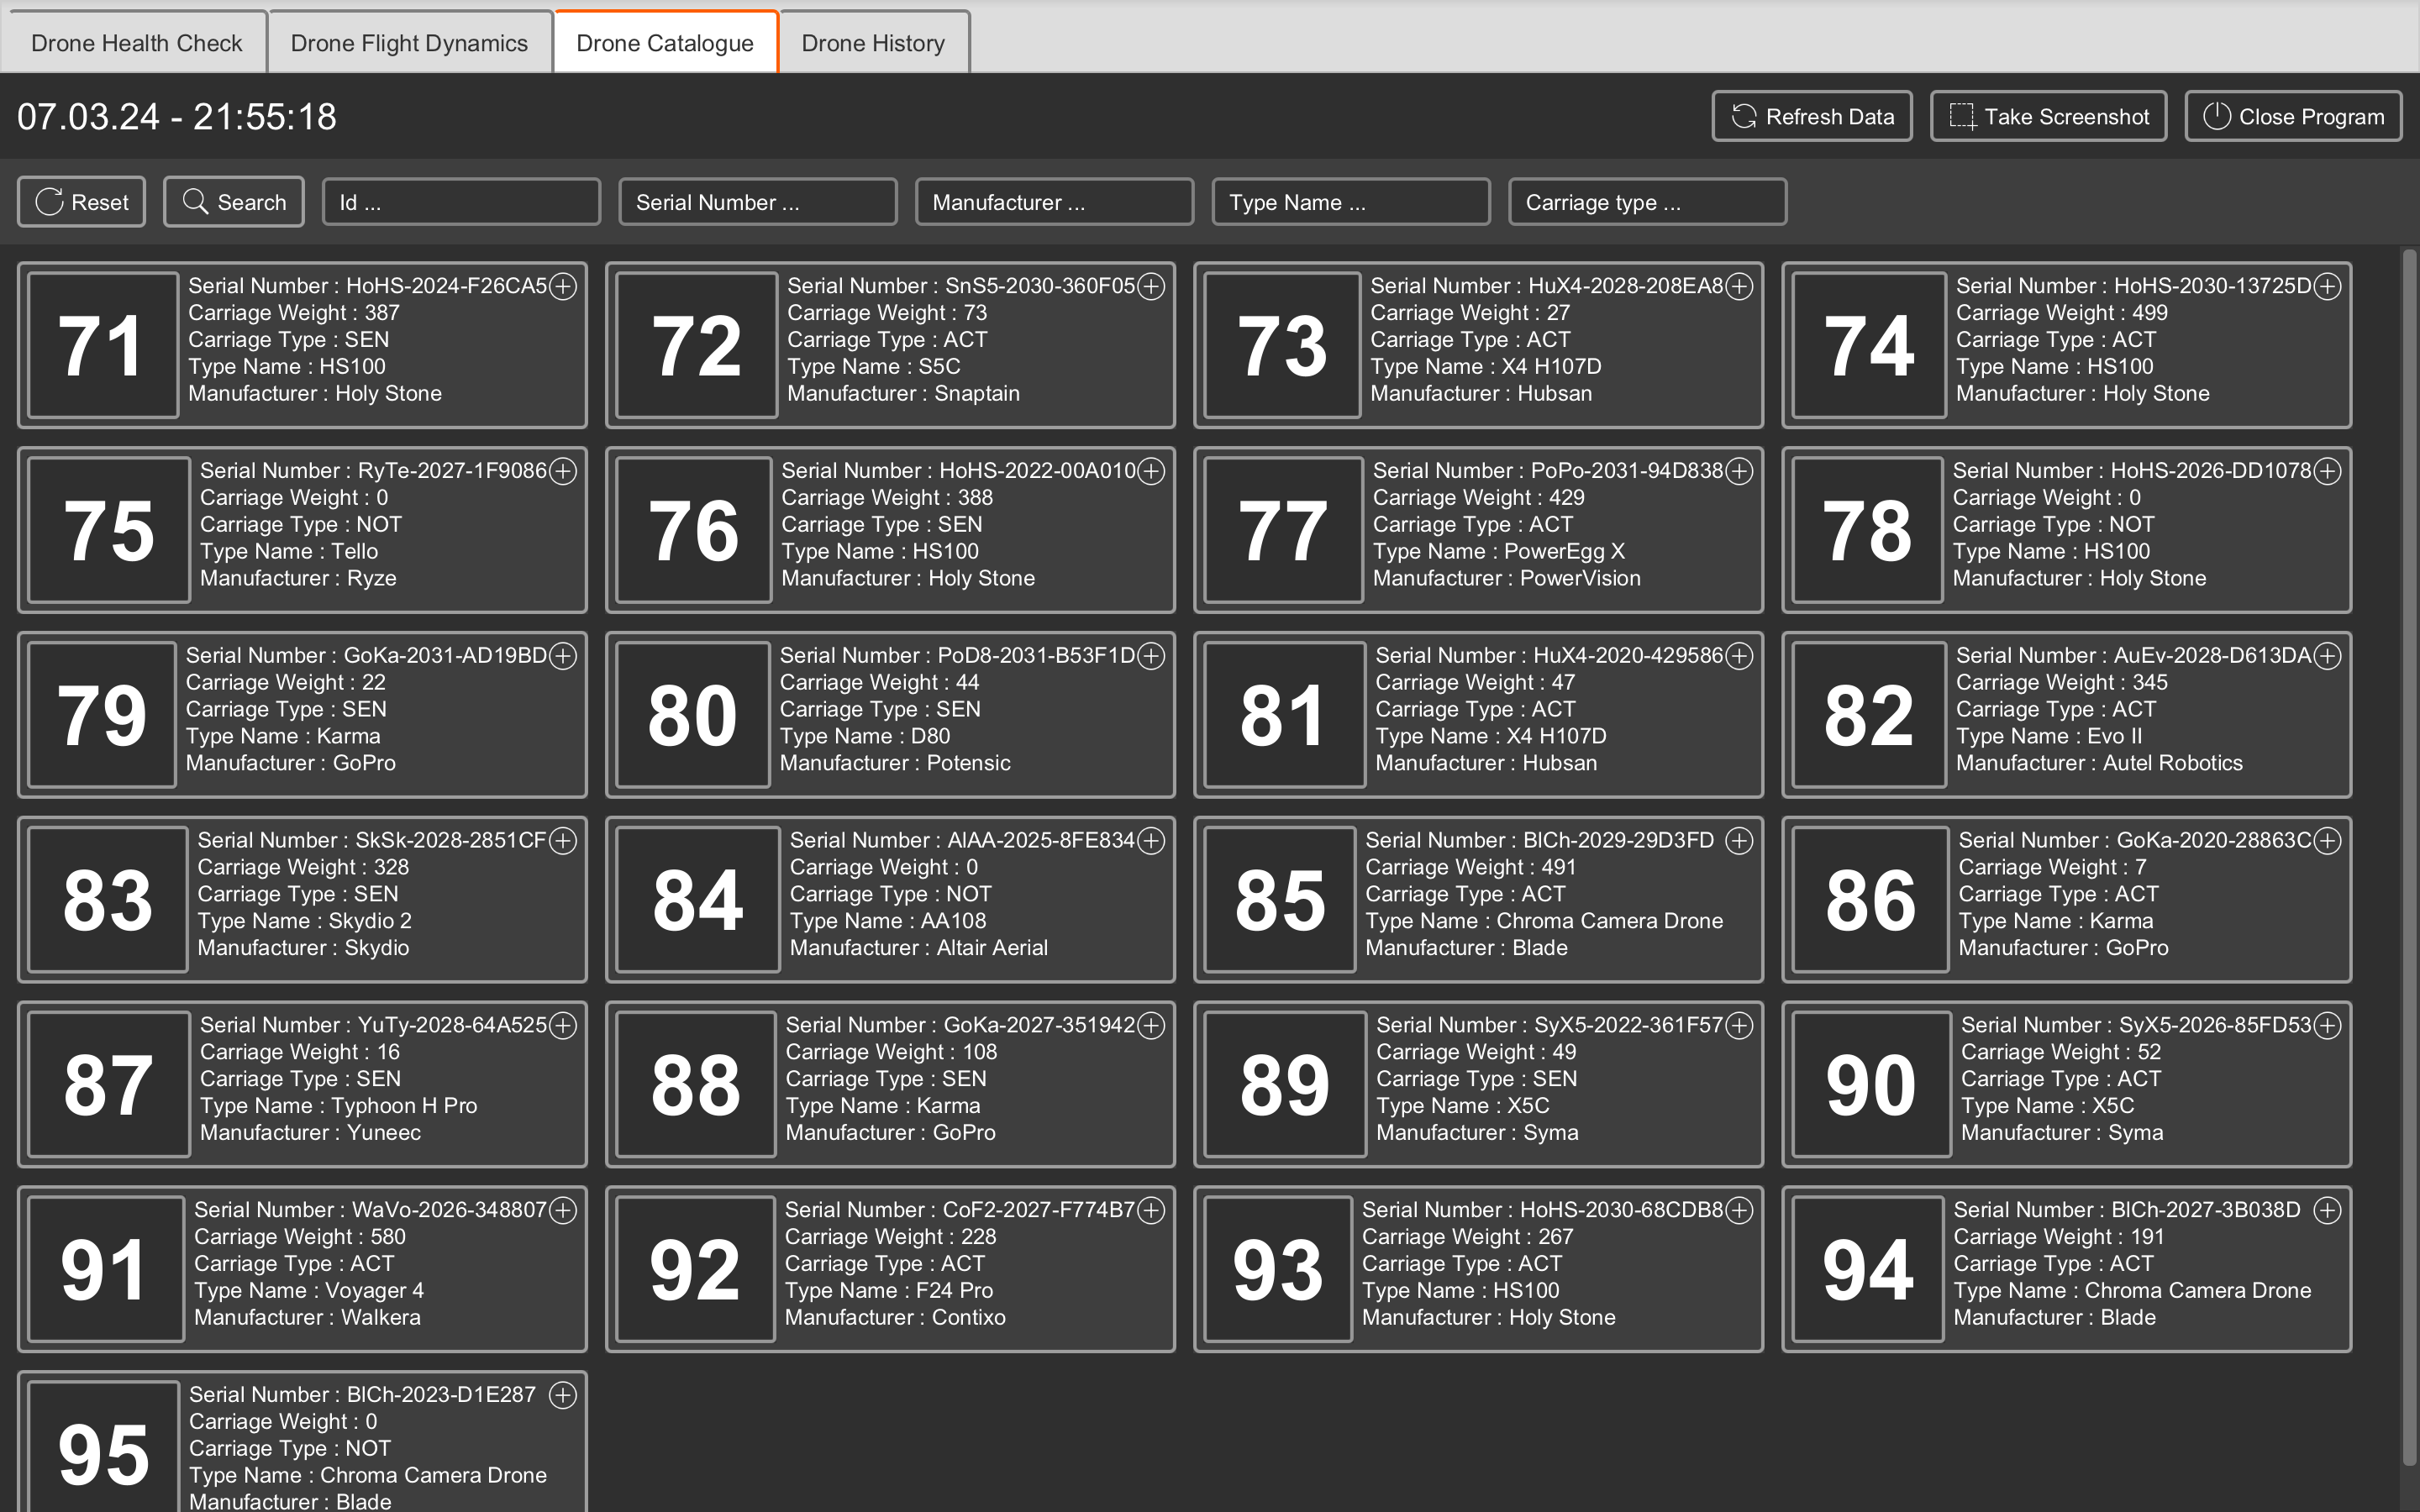 Drone Health Check
Drone Flight Dynamics
Drone Catalogue
Drone History
07.03.24 - 21:55:18
Refresh Data
Take Screenshot
Close Program
Reset
Search
Id ...
Serial Number ...
Manufacturer ...
Type Name ...
Carriage type ...
71
Serial Number : HoHS-2024-F26CA5
Carriage Weight : 387
Carriage Type : SEN
Type Name : HS100
Manufacturer : Holy Stone
72
Serial Number : SnS5-2030-360F05
Carriage Weight : 73
Carriage Type : ACT
Type Name : S5C
Manufacturer : Snaptain
73
Serial Number : HuX4-2028-208EA8
Carriage Weight : 27
Carriage Type : ACT
Type Name : X4 H107D
Manufacturer : Hubsan
74
Serial Number : HoHS-2030-13725D
Carriage Weight : 499
Carriage Type : ACT
Type Name : HS100
Manufacturer : Holy Stone
75
Serial Number : RyTe-2027-1F9086
Carriage Weight : 0
Carriage Type : NOT
Type Name : Tello
Manufacturer : Ryze
76
Serial Number : HoHS-2022-00A010
Carriage Weight : 388
Carriage Type : SEN
Type Name : HS100
Manufacturer : Holy Stone
77
Serial Number : PoPo-2031-94D838
Carriage Weight : 429
Carriage Type : ACT
Type Name : PowerEgg X
Manufacturer : PowerVision
78
Serial Number : HoHS-2026-DD1078
Carriage Weight : 0
Carriage Type : NOT
Type Name : HS100
Manufacturer : Holy Stone
79
Serial Number : GoKa-2031-AD19BD
Carriage Weight : 22
Carriage Type : SEN
Type Name : Karma
Manufacturer : GoPro
80
Serial Number : PoD8-2031-B53F1D
Carriage Weight : 44
Carriage Type : SEN
Type Name : D80
Manufacturer : Potensic
81
Serial Number : HuX4-2020-429586
Carriage Weight : 47
Carriage Type : ACT
Type Name : X4 H107D
Manufacturer : Hubsan
82
Serial Number : AuEv-2028-D613DA
Carriage Weight : 345
Carriage Type : ACT
Type Name : Evo II
Manufacturer : Autel Robotics
83
Serial Number : SkSk-2028-2851CF
Carriage Weight : 328
Carriage Type : SEN
Type Name : Skydio 2
Manufacturer : Skydio
84
Serial Number : AlAA-2025-8FE834
Carriage Weight : 0
Carriage Type : NOT
Type Name : AA108
Manufacturer : Altair Aerial
85
Serial Number : BlCh-2029-29D3FD
Carriage Weight : 491
Carriage Type : ACT
Type Name : Chroma Camera Drone
Manufacturer : Blade
86
Serial Number : GoKa-2020-28863C
Carriage Weight : 7
Carriage Type : ACT
Type Name : Karma
Manufacturer : GoPro
87
Serial Number : YuTy-2028-64A525
Carriage Weight : 16
Carriage Type : SEN
Type Name : Typhoon H Pro
Manufacturer : Yuneec
88
Serial Number : GoKa-2027-351942
Carriage Weight : 108
Carriage Type : SEN
Type Name : Karma
Manufacturer : GoPro
89
Serial Number : SyX5-2022-361F57
Carriage Weight : 49
Carriage Type : SEN
Type Name : X5C
Manufacturer : Syma
90
Serial Number : SyX5-2026-85FD53
Carriage Weight : 52
Carriage Type : ACT
Type Name : X5C
Manufacturer : Syma
91
Serial Number : WaVo-2026-348807
Carriage Weight : 580
Carriage Type : ACT
Type Name : Voyager 4
Manufacturer : Walkera
92
Serial Number : CoF2-2027-F774B7
Carriage Weight : 228
Carriage Type : ACT
Type Name : F24 Pro
Manufacturer : Contixo
93
Serial Number : HoHS-2030-68CDB8
Carriage Weight : 267
Carriage Type : ACT
Type Name : HS100
Manufacturer : Holy Stone
94
Serial Number : BlCh-2027-3B038D
Carriage Weight : 191
Carriage Type : ACT
Type Name : Chroma Camera Drone
Manufacturer : Blade
95
Serial Number : BlCh-2023-D1E287
Carriage Weight : 0
Carriage Type : NOT
Type Name : Chroma Camera Drone
Manufacturer : Blade